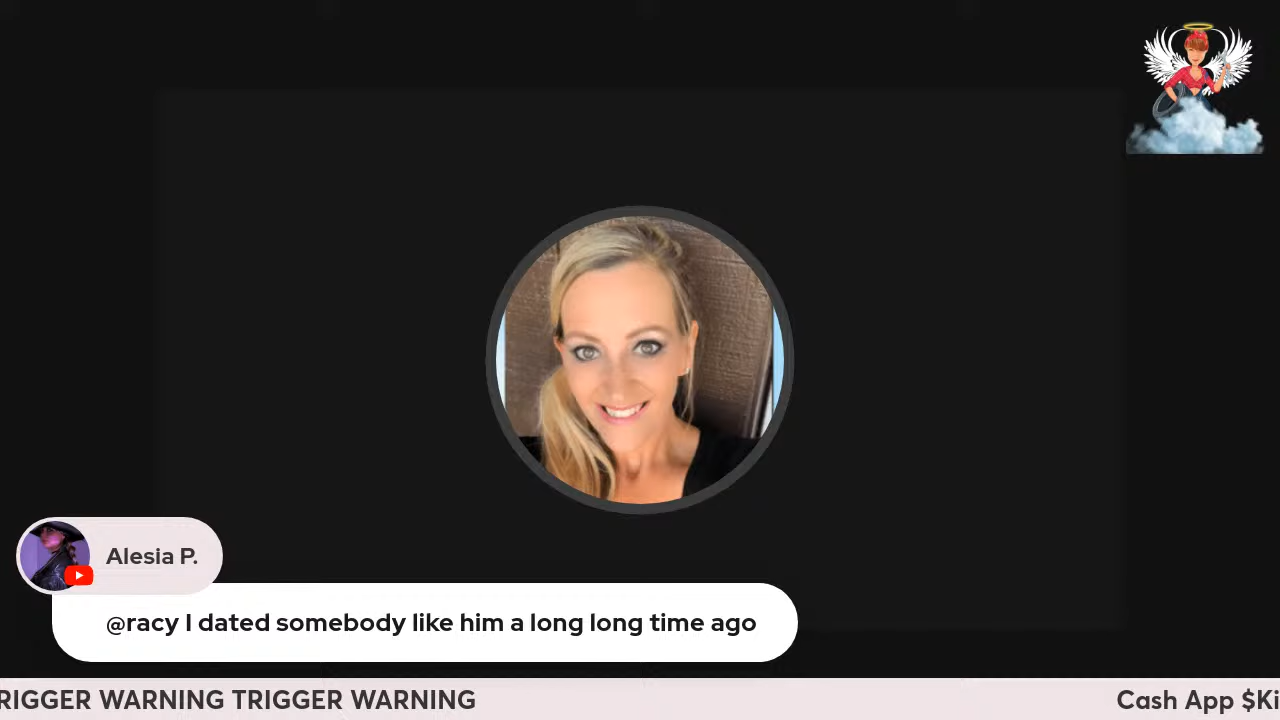 Alesia P.
@racy I dated somebody like him a long long time ago
RIGGER WARNING TRIGGER WARNING
Cash App $Ki